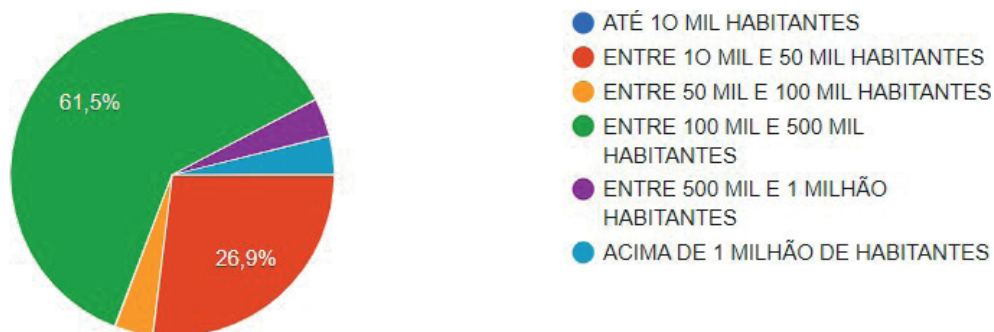 61,5%
26,9%
ATÉ 1O MIL HABITANTES
ENTRE 1O MIL E 50 MIL HABITANTES
ENTRE 50 MIL E 100 MIL HABITANTES
ENTRE 100 MIL E 500 MIL
HABITANTES
ENTRE 500 MIL E 1 MILHÃO
HABITANTES
ACIMA DE 1 MILHÃO DE HABITANTES